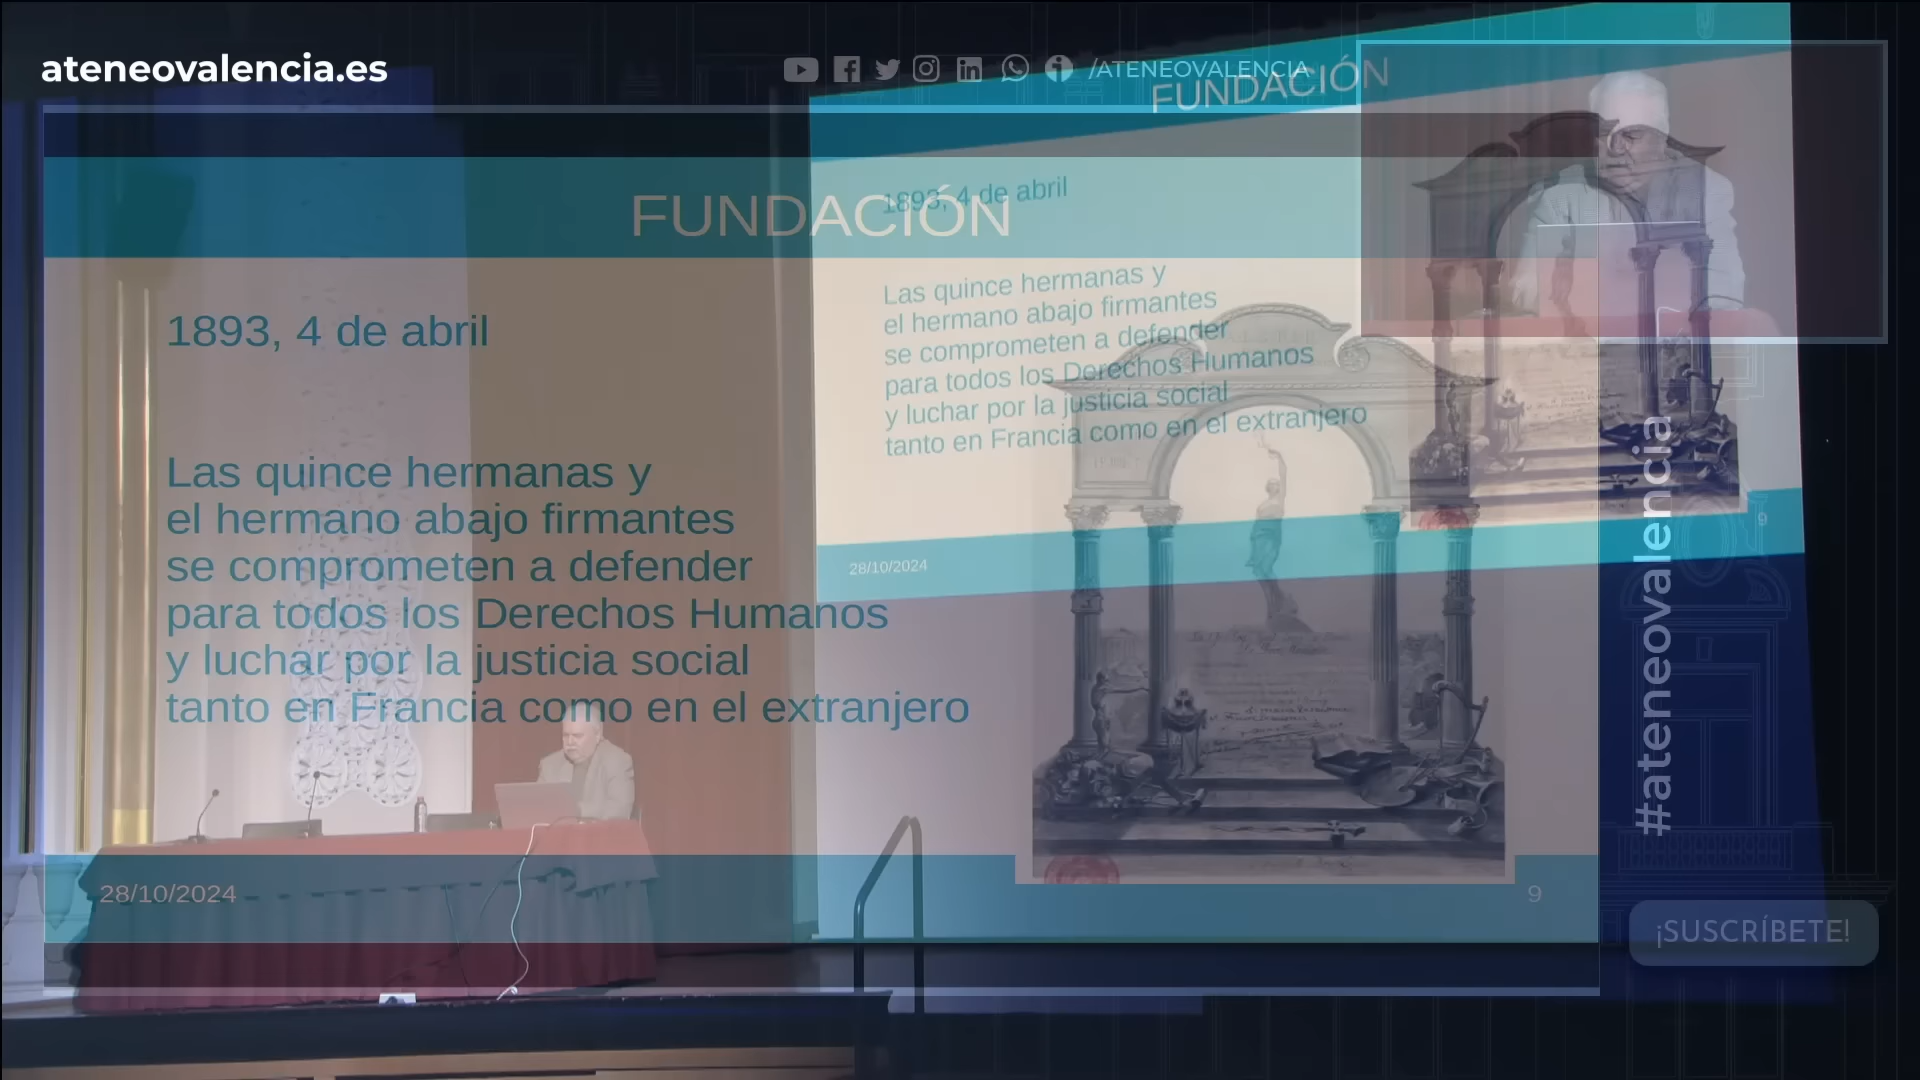 ateneovalencia.es
/ATENEOVALENCIA
FUNDACIÓN
1893, 4 de abril
Las quince hermanas y
el hermano abajo firmantes
se comprometen a defender
para todos los Derechos Humanos
y luchar por la justicia social
tanto en Francia como en el extranjero
28/10/2024
9
FUNDACIÓN
1893, 4 de abril
Las quince hermanas y
el hermano abajo firmantes
se comprometen a defender
para todos los Derechos Humanos
y luchar por la justicia social
tanto en Francia como en el extranjero
28/10/2024
9
#ateneovalencia
¡SUSCRÍBETE!